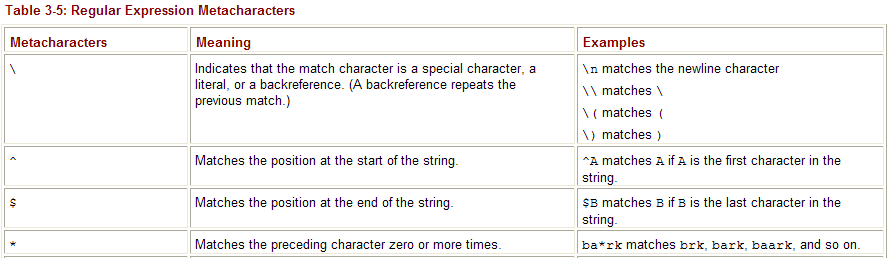 Table 3-5: Regular Expression Metacharacters
Metacharacters Meaning Examples
\ Indicates that the match character is a special character, a
literal, or a backreference. (A backreference repeats the
previous match.)
\n matches the newline character
\\ matches \
\( matches (
\) matches )
^ Matches the position at the start of the string. ^A matches A if A is the first character in the
string.
$ Matches the position at the end of the string. $B matches B if B is the last character in the
string.
* Matches the preceding character zero or more times. ba*rk matches brk, bark, baark, and so on.